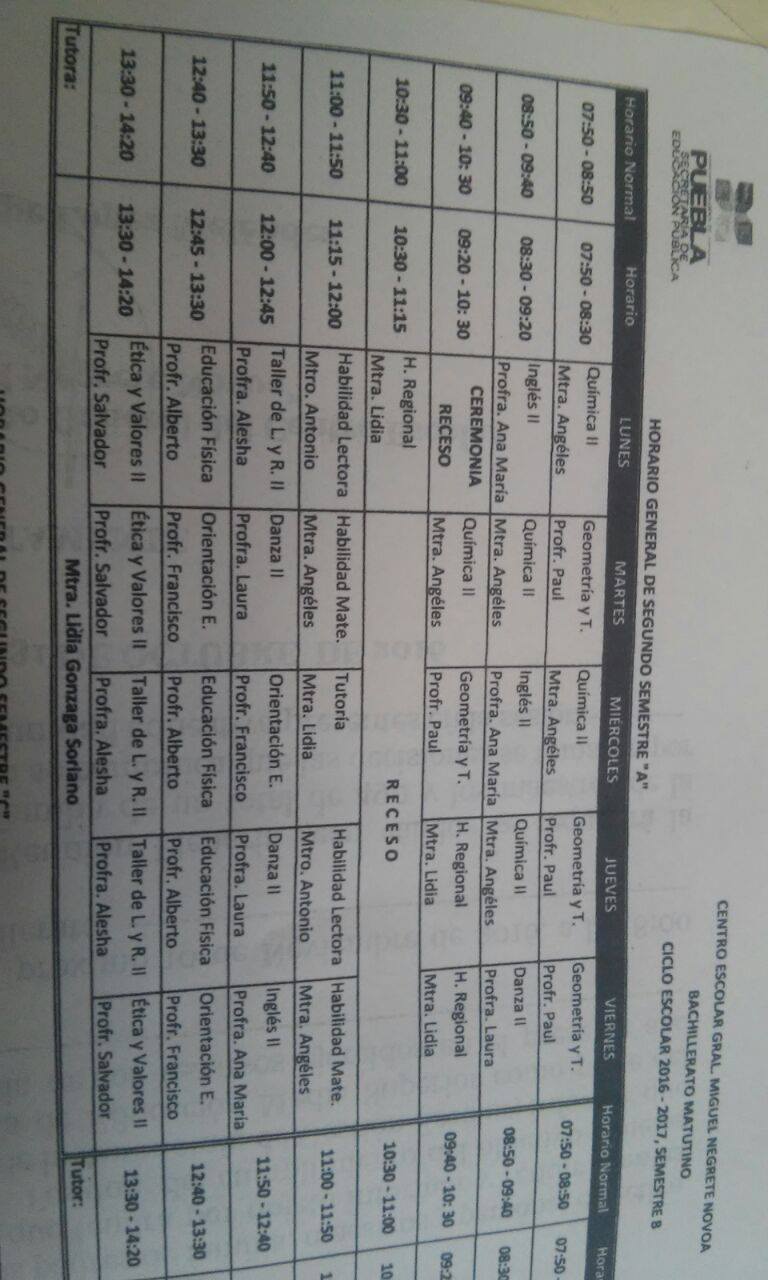 PUEBLA
SECRETARÍA DE
EDUCACIÓN PÚBLICA
CENTRO ESCOLAR GRAL. MIGUEL NEGRETE NOVOA
BACHILLERATO MATUTINO
CICLO ESCOLAR 2016 - 2017, SEMESTRE B
HORARIO GENERAL DE SEGUNDO SEMESTRE "A"
Horario Normal Horario LUNES MARTES MIÉRCOLES JUEVES VIERNES Horario Normal Hora
07:50 - 08:50 07:50 - 08:30 Química II Geometría y T. Química II Geometría y T. Geometría y T. 07:50 - 08:50 07:50
Mtra. Angéles Profr. Paul Mtra. Angéles Profr. Paul Profr. Paul
08:50 - 09:40 08:30 - 09:20 Inglés II Química II Inglés II Química II Danza II 08:50 - 09:40 08:30
Profra. Ana María Mtra. Angéles Profra. Ana María Mtra. Angéles Profra. Laura
09:40 - 10: 30 09:20 - 10: 30 CEREMONIA Química II Geometría y T. H. Regional H. Regional 09:40 - 10: 30 09:2
RECESO Mtra. Angéles Profr. Paul Mtra. Lidia Mtra. Lidia
10:30 - 11:00 10:30 - 11:15 H. Regional RECESO 10:30 - 11:00 10
Mtra. Lidia
11:00 - 11:50 11:15 - 12:00 Habilidad Lectora Habilidad Mate. Tutoría Habilidad Lectora Habilidad Mate. 11:00 - 11:50 1
Mtro. Antonio Mtra. Angéles Mtra. Lidia Mtro. Antonio Mtra. Angéles
11:50 - 12:40 12:00 - 12:45 Taller de L. y R. II Danza II Orientación E. Danza II Inglés II 11:50 - 12:40
Profra. Alesha Profra. Laura Profr. Francisco Profra. Laura Profra. Ana María
12:40 - 13:30 12:45 - 13:30 Educación Física Orientación E. Educación Física Educación Física Orientación E. 12:40 - 13:30
Profr. Alberto Profr. Francisco Profr. Alberto Profr. Alberto Profr. Francisco
13:30 - 14:20 13:30 - 14:20 Ética y Valores II Ética y Valores II Taller de L. y R. II Taller de L. y R. II Ética y Valores II 13:30 - 14:20
Profr. Salvador Profr. Salvador Profra. Alesha Profra. Alesha Profr. Salvador
Tutora: Mtra. Lidia Gonzaga Soriano Tutor:
HORARIO GENERAL DE SEGUNDO SEMESTRE "C"